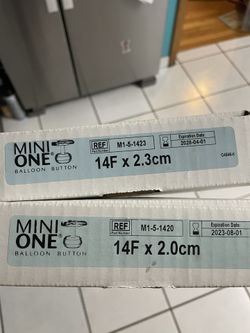 MINI
ONE®
BALLOON BUTTON
REF M1-5-1423
Expiration Date
2028-04-01
14F x 2.3cm
MINI
ONE®
BALLOON BUTTON
REF M1-5-1420
Expiration Date
2023-08-01
14F x 2.0cm